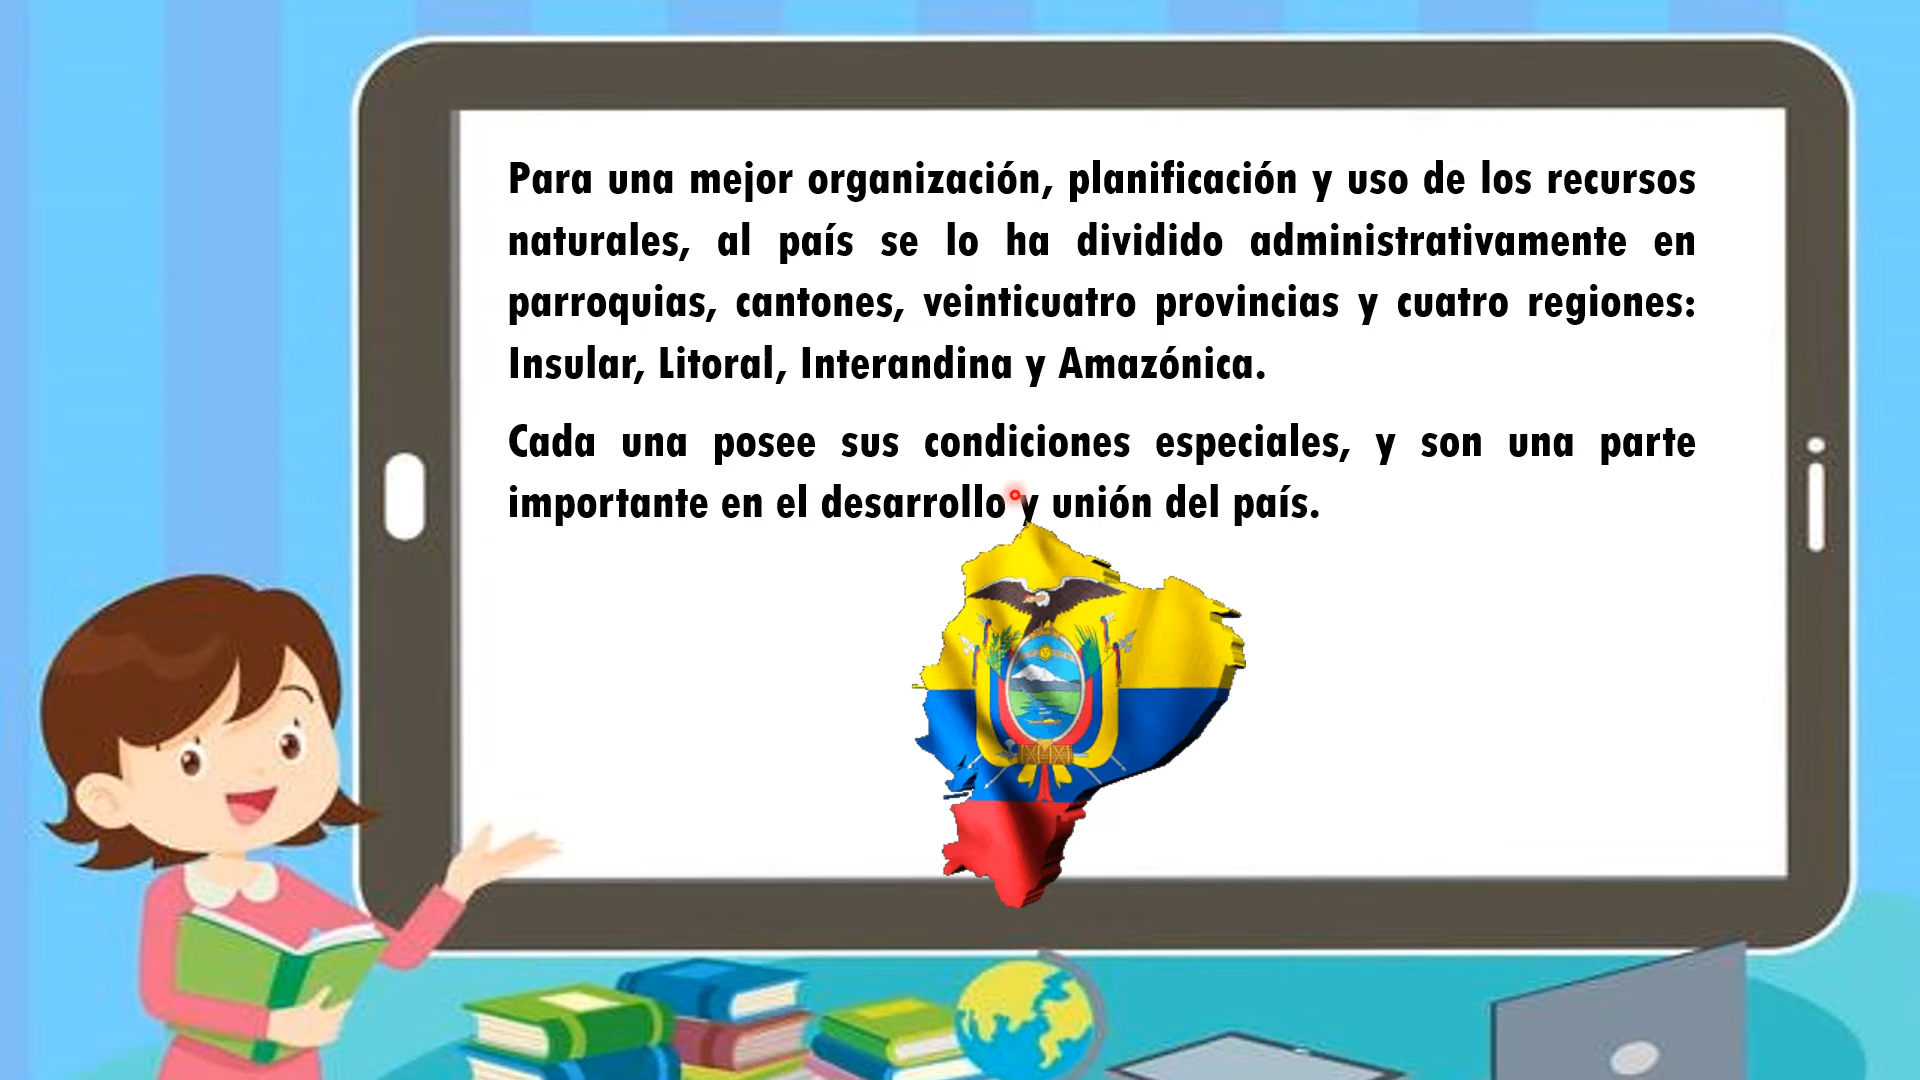 Para una mejor organización, planificación y uso de los recursos
naturales, al país se lo ha dividido administrativamente en
parroquias, cantones, veinticuatro provincias y cuatro regiones:
Insular, Litoral, Interandina y Amazónica.
Cada una posee sus condiciones especiales, y son una parte
importante en el desarrollo y unión del país.